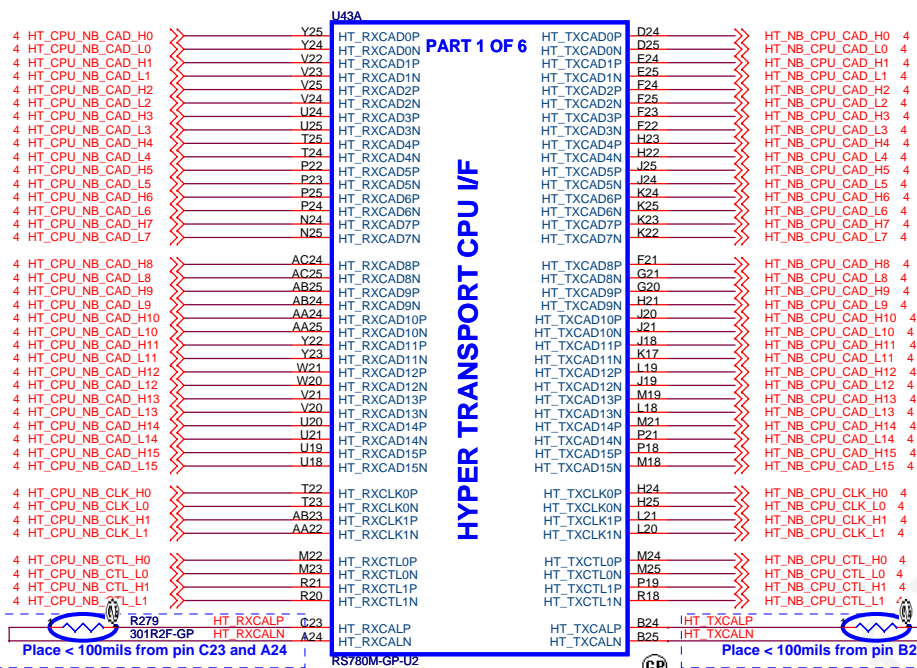 U43A
4 HT_CPU_NB_CAD_H0 Y25 HT_RXCAD0P PART 1 OF 6 HT_TXCAD0P D24 HT_NB_CPU_CAD_H0 4
4 HT_CPU_NB_CAD_L0 Y24 HT_RXCAD0N HT_TXCAD0N D25 HT_NB_CPU_CAD_L0 4
4 HT_CPU_NB_CAD_H1 V22 HT_RXCAD1P HT_TXCAD1P E24 HT_NB_CPU_CAD_H1 4
4 HT_CPU_NB_CAD_L1 V23 HT_RXCAD1N HT_TXCAD1N E25 HT_NB_CPU_CAD_L1 4
4 HT_CPU_NB_CAD_H2 V25 HT_RXCAD2P HT_TXCAD2P F24 HT_NB_CPU_CAD_H2 4
4 HT_CPU_NB_CAD_L2 V24 HT_RXCAD2N HT_TXCAD2N F25 HT_NB_CPU_CAD_L2 4
4 HT_CPU_NB_CAD_H3 U24 HT_RXCAD3P HT_TXCAD3P F23 HT_NB_CPU_CAD_H3 4
4 HT_CPU_NB_CAD_L3 U25 HT_RXCAD3N HT_TXCAD3N F22 HT_NB_CPU_CAD_L3 4
4 HT_CPU_NB_CAD_H4 T25 HT_RXCAD4P HT_TXCAD4P H23 HT_NB_CPU_CAD_H4 4
4 HT_CPU_NB_CAD_L4 T24 HT_RXCAD4N HT_TXCAD4N H22 HT_NB_CPU_CAD_L4 4
4 HT_CPU_NB_CAD_H5 P22 HT_RXCAD5P HT_TXCAD5P J25 HT_NB_CPU_CAD_H5 4
4 HT_CPU_NB_CAD_L5 P23 HT_RXCAD5N HT_TXCAD5N J24 HT_NB_CPU_CAD_L5 4
4 HT_CPU_NB_CAD_H6 P25 HT_RXCAD6P HT_TXCAD6P K24 HT_NB_CPU_CAD_H6 4
4 HT_CPU_NB_CAD_L6 P24 HT_RXCAD6N HT_TXCAD6N K25 HT_NB_CPU_CAD_L6 4
4 HT_CPU_NB_CAD_H7 N24 HT_RXCAD7P HT_TXCAD7P K23 HT_NB_CPU_CAD_H7 4
4 HT_CPU_NB_CAD_L7 N25 HT_RXCAD7N HT_TXCAD7N K22 HT_NB_CPU_CAD_L7 4
HYPER TRANSPORT CPU I/F
4 HT_CPU_NB_CAD_H8 AC24 HT_RXCAD8P HT_TXCAD8P F21 HT_NB_CPU_CAD_H8 4
4 HT_CPU_NB_CAD_L8 AC25 HT_RXCAD8N HT_TXCAD8N G21 HT_NB_CPU_CAD_L8 4
4 HT_CPU_NB_CAD_H9 AB25 HT_RXCAD9P HT_TXCAD9P G20 HT_NB_CPU_CAD_H9 4
4 HT_CPU_NB_CAD_L9 AB24 HT_RXCAD9N HT_TXCAD9N H21 HT_NB_CPU_CAD_L9 4
4 HT_CPU_NB_CAD_H10 AA24 HT_RXCAD10P HT_TXCAD10P J20 HT_NB_CPU_CAD_H10 4
4 HT_CPU_NB_CAD_L10 AA25 HT_RXCAD10N HT_TXCAD10N J21 HT_NB_CPU_CAD_L10 4
4 HT_CPU_NB_CAD_H11 Y22 HT_RXCAD11P HT_TXCAD11P J18 HT_NB_CPU_CAD_H11 4
4 HT_CPU_NB_CAD_L11 Y23 HT_RXCAD11N HT_TXCAD11N K17 HT_NB_CPU_CAD_L11 4
4 HT_CPU_NB_CAD_H12 W21 HT_RXCAD12P HT_TXCAD12P L19 HT_NB_CPU_CAD_H12 4
4 HT_CPU_NB_CAD_L12 W20 HT_RXCAD12N HT_TXCAD12N J19 HT_NB_CPU_CAD_L12 4
4 HT_CPU_NB_CAD_H13 V21 HT_RXCAD13P HT_TXCAD13P M19 HT_NB_CPU_CAD_H13 4
4 HT_CPU_NB_CAD_L13 V20 HT_RXCAD13N HT_TXCAD13N L18 HT_NB_CPU_CAD_L13 4
4 HT_CPU_NB_CAD_H14 U20 HT_RXCAD14P HT_TXCAD14P M21 HT_NB_CPU_CAD_H14 4
4 HT_CPU_NB_CAD_L14 U21 HT_RXCAD14N HT_TXCAD14N P21 HT_NB_CPU_CAD_L14 4
4 HT_CPU_NB_CAD_H15 U19 HT_RXCAD15P HT_TXCAD15P P18 HT_NB_CPU_CAD_H15 4
4 HT_CPU_NB_CAD_L15 U18 HT_RXCAD15N HT_TXCAD15N M18 HT_NB_CPU_CAD_L15 4
4 HT_CPU_NB_CLK_H0 T22 HT_RXCLK0P HT_TXCLK0P H24 HT_NB_CPU_CLK_H0 4
4 HT_CPU_NB_CLK_L0 T23 HT_RXCLK0N HT_TXCLK0N H25 HT_NB_CPU_CLK_L0 4
4 HT_CPU_NB_CLK_H1 AB23 HT_RXCLK1P HT_TXCLK1P L21 HT_NB_CPU_CLK_H1 4
4 HT_CPU_NB_CLK_L1 AA22 HT_RXCLK1N HT_TXCLK1N L20 HT_NB_CPU_CLK_L1 4
4 HT_CPU_NB_CTL_H0 M22 HT_RXCTL0P HT_TXCTL0P M24 HT_NB_CPU_CTL_H0 4
4 HT_CPU_NB_CTL_L0 M23 HT_RXCTL0N HT_TXCTL0N M25 HT_NB_CPU_CTL_L0 4
4 HT_CPU_NB_CTL_H1 R21 HT_RXCTL1P HT_TXCTL1P P19 HT_NB_CPU_CTL_H1 4
4 HT_CPU_NB_CTL_L1 R20 HT_RXCTL1N HT_TXCTL1N R18 HT_NB_CPU_CTL_L1 4
R279 HT_RXCALP C23 HT_RXCALP HT_TXCALP B24 HT_TXCALP
301R2F-GP HT_RXCALN A24 HT_RXCALN HT_TXCALN B25 HT_TXCALN
Place < 100mils from pin C23 and A24 Place < 100mils from pin B2
RS780M-GP-U2